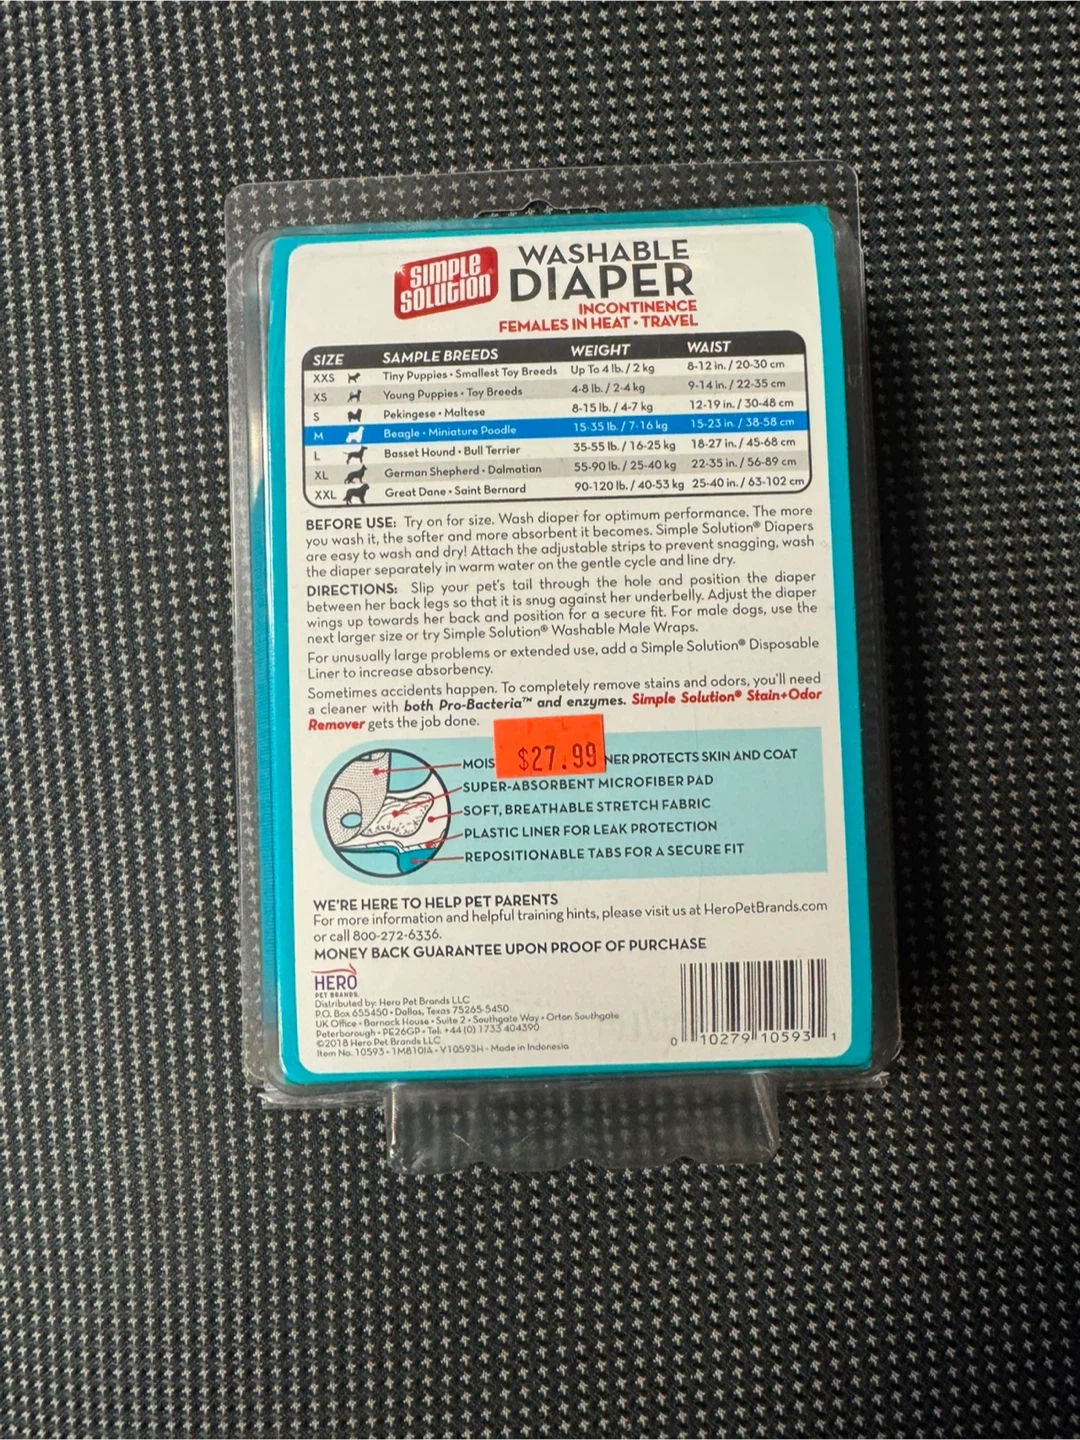 SIMPLE
SOLUTION
WASHABLE
DIAPER
INCONTINENCE
FEMALES IN HEAT • TRAVEL
SIZE SAMPLE BREEDS WEIGHT WAIST
XXS Tiny Puppies • Smallest Toy Breeds Up To 4 lb. / 2 kg 8-12 in. / 20-30 cm
XS Young Puppies • Toy Breeds 4-8 lb. / 2-4 kg 9-14 in. / 22-35 cm
S Pekingese • Maltese 8-15 lb. / 4-7 kg 12-19 in. / 30-48 cm
M Beagle • Miniature Poodle 15-35 lb. / 7-16 kg 15-23 in. / 38-58 cm
L Basset Hound • Bull Terrier 35-55 lb. / 16-25 kg 18-27 in. / 45-68 cm
XL German Shepherd • Dalmatian 55-90 lb. / 25-40 kg 22-35 in. / 56-89 cm
XXL Great Dane • Saint Bernard 90-120 lb. / 40-53 kg 25-40 in. / 63-102 cm
BEFORE USE: Try on for size. Wash diaper for optimum performance. The more
you wash it, the softer and more absorbent it becomes. Simple Solution® Diapers
are easy to wash and dry! Attach the adjustable strips to prevent snagging, wash
the diaper separately in warm water on the gentle cycle and line dry.
DIRECTIONS: Slip your pet's tail through the hole and position the diaper
between her back legs so that it is snug against her underbelly. Adjust the diaper
wings up towards her back and position for a secure fit. For male dogs, use the
next larger size or try Simple Solution® Washable Male Wraps.
For unusually large problems or extended use, add a Simple Solution® Disposable
Liner to increase absorbency.
Sometimes accidents happen. To completely remove stains and odors, you'll need
a cleaner with both Pro-Bacteria™ and enzymes. Simple Solution® Stain+Odor
Remover gets the job done.
$27.99
MOIS NER PROTECTS SKIN AND COAT
SUPER-ABSORBENT MICROFIBER PAD
SOFT, BREATHABLE STRETCH FABRIC
PLASTIC LINER FOR LEAK PROTECTION
REPOSITIONABLE TABS FOR A SECURE FIT
WE'RE HERE TO HELP PET PARENTS
For more information and helpful training hints, please visit us at HeroPetBrands.com
or call 800-272-6336.
MONEY BACK GUARANTEE UPON PROOF OF PURCHASE
HERO
PET BRANDS
Distributed by: Hero Pet Brands LLC
P.O. Box 655450 • Dallas, Texas 75265-5450
UK Office • Barnack House • Suite 2 • Southgate Way • Orton Southgate
Peterborough • PE26GP • Tel. +44 (0) 1733 404390
©2018 Hero Pet Brands LLC
Item No. 10593 • 1M8101A • V10593H • Made in Indonesia
0 10279 10593 1